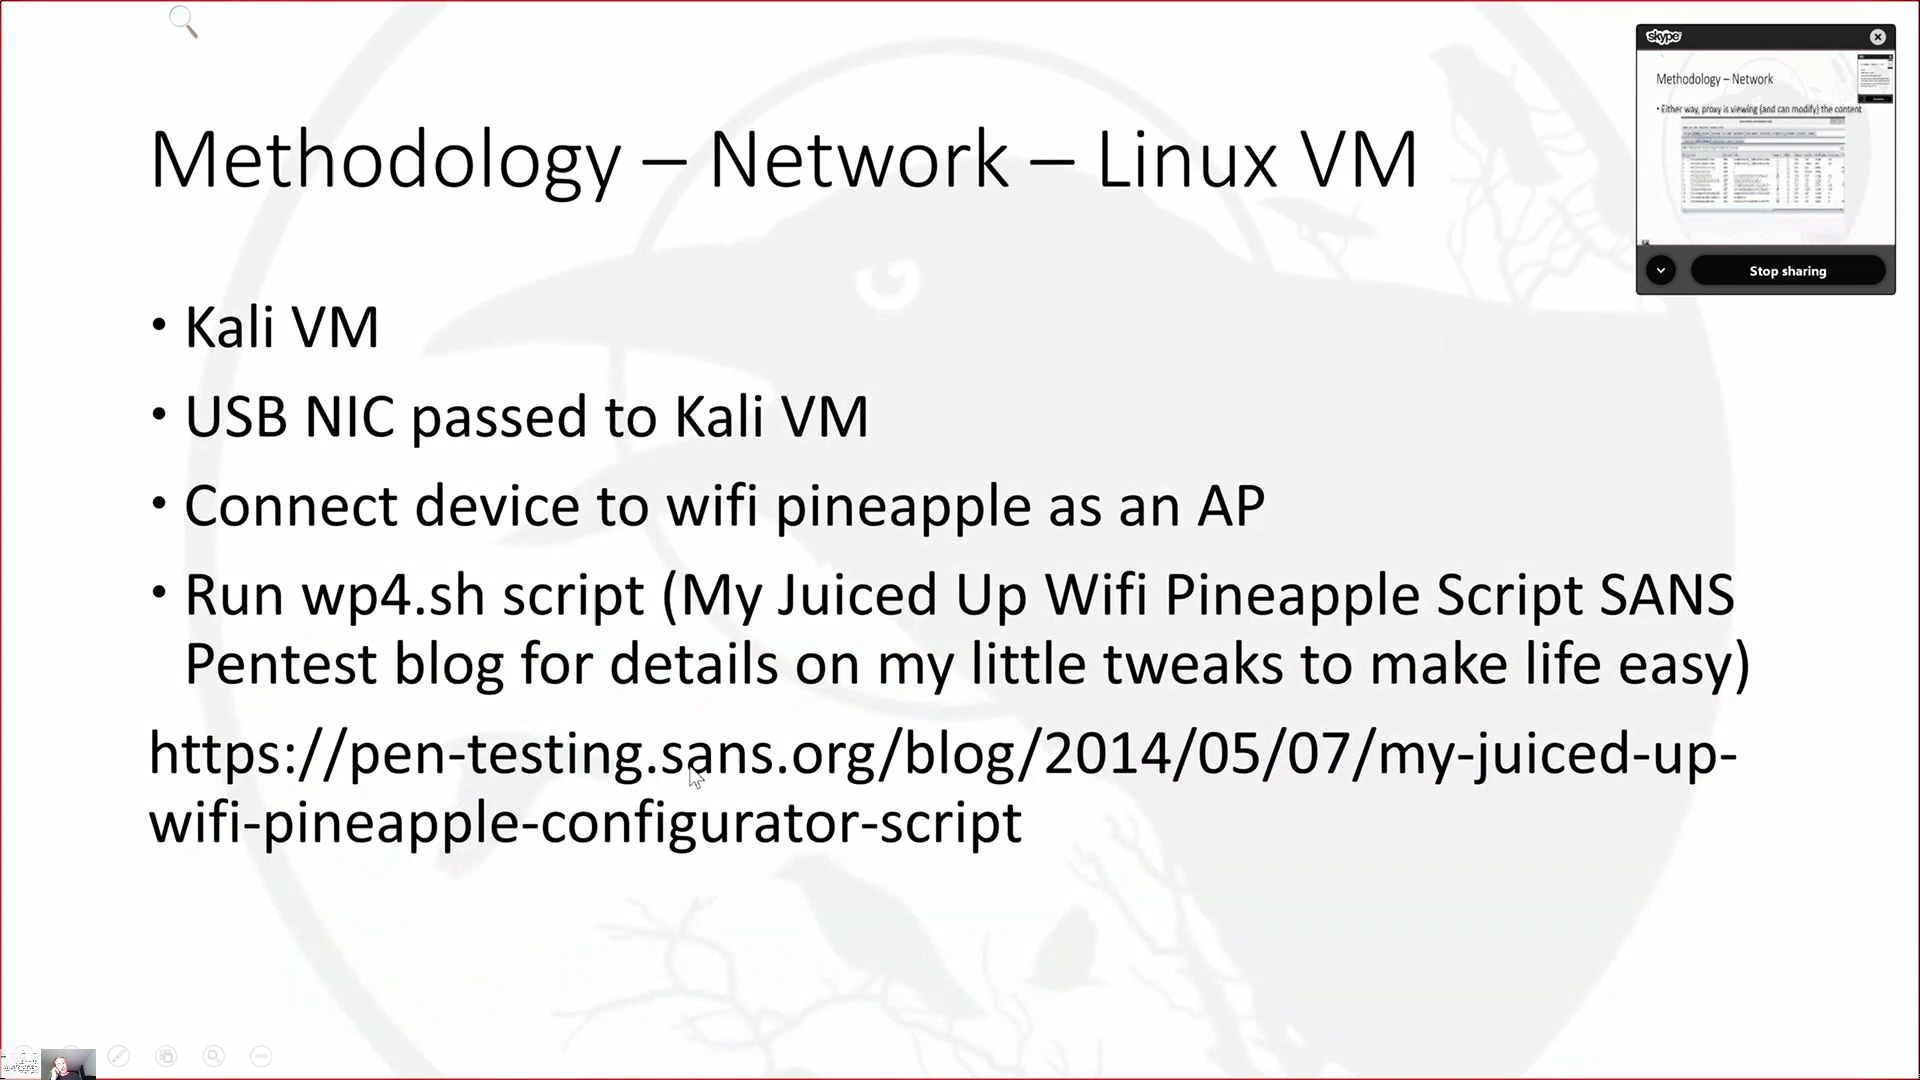 Methodology – Network – Linux VM
• Kali VM
• USB NIC passed to Kali VM
• Connect device to wifi pineapple as an AP
• Run wp4.sh script (My Juiced Up Wifi Pineapple Script SANS
Pentest blog for details on my little tweaks to make life easy)
https://pen-testing.sans.org/blog/2014/05/07/my-juiced-up-
wifi-pineapple-configurator-script
skype
Methodology – Network
• Either way, proxy is viewing (and can modify) the content
Stop sharing